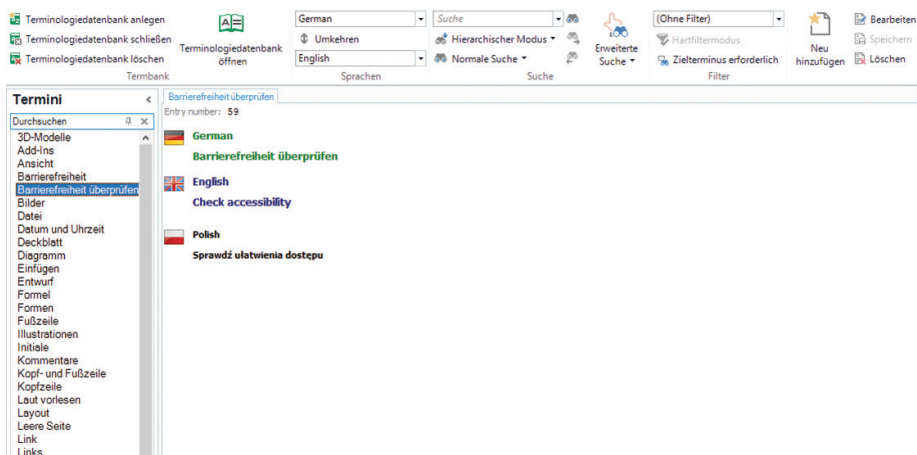 Terminologiedatenbank anlegen
Terminologiedatenbank schließen
Terminologiedatenbank löschen
Terminologiedatenbank
öffnen
Termbank
German
Umkehren
English
Sprachen
Suche
Hierarchischer Modus
Normale Suche
Erweiterte
Suche
Suche
(Ohne Filter)
Hartfiltermodus
Zielterminus erforderlich
Filter
Neu
hinzufügen
Bearbeiten
Speichern
Löschen
Termini
Durchsuchen
3D-Modelle
Add-Ins
Ansicht
Barrierefreiheit
Barrierefreiheit überprüfen
Bilder
Datei
Datum und Uhrzeit
Deckblatt
Diagramm
Einfügen
Entwurf
Formel
Formen
Fußzeile
Illustrationen
Initiale
Kommentare
Kopf- und Fußzeile
Kopfzeile
Laut vorlesen
Layout
Leere Seite
Link
Links
Barrierefreiheit überprüfen
Entry number: 59
German
Barrierefreiheit überprüfen
English
Check accessibility
Polish
Sprawdź ułatwienia dostępu